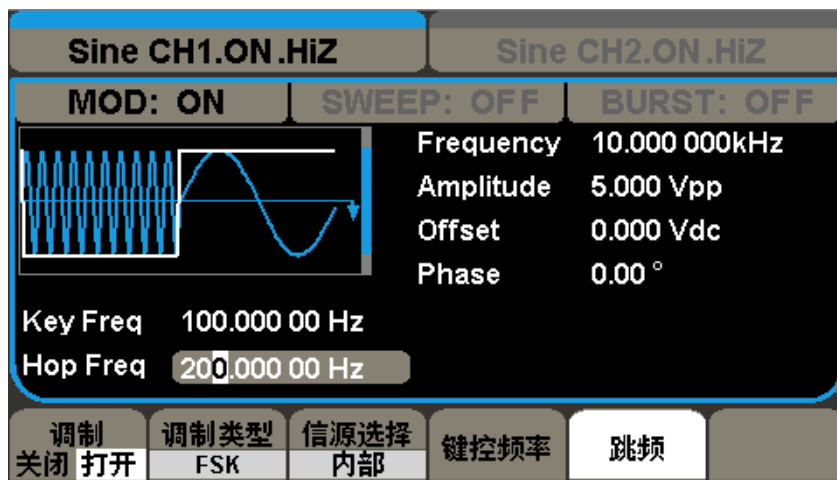 Sine CH1.ON.HiZ
Sine CH2.ON.HiZ
MOD: ON
SWEEP: OFF
BURST: OFF
Frequency 10.000 000kHz
Amplitude 5.000 Vpp
Offset 0.000 Vdc
Phase 0.00 °
Key Freq 100.000 00 Hz
Hop Freq 200.000 00 Hz
调制
关闭 打开
调制类型
FSK
信源选择
内部
键控频率
跳频